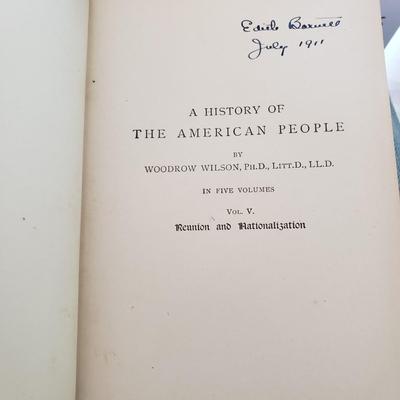 Edith
July 1911
A HISTORY OF
THE AMERICAN PEOPLE
BY
WOODROW WILSON, PH.D., LITT.D., LL.D.
IN FIVE VOLUMES
VOL. V.
Reunion and Nationalization